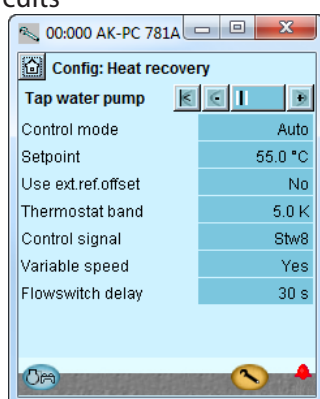 cuits
00:000 AK-PC 781A
Config: Heat recovery
Tap water pump
Control mode Auto
Setpoint 55.0 °C
Use ext.ref.offset No
Thermostat band 5.0 K
Control signal Stw8
Variable speed Yes
Flowswitch delay 30 s